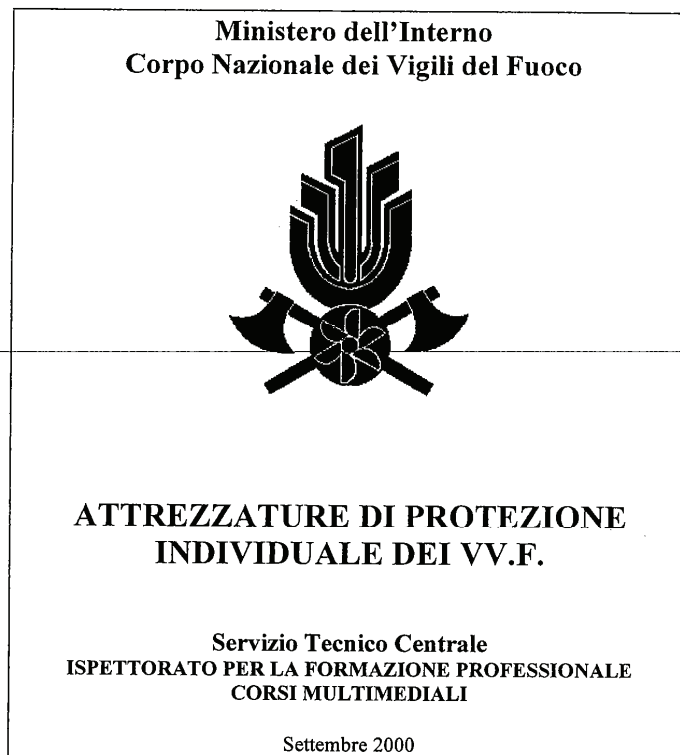 Ministero dell'Interno
Corpo Nazionale dei Vigili del Fuoco
ATTREZZATURE DI PROTEZIONE
INDIVIDUALE DEI VV.F.
Servizio Tecnico Centrale
ISPETTORATO PER LA FORMAZIONE PROFESSIONALE
CORSI MULTIMEDIALI
Settembre 2000